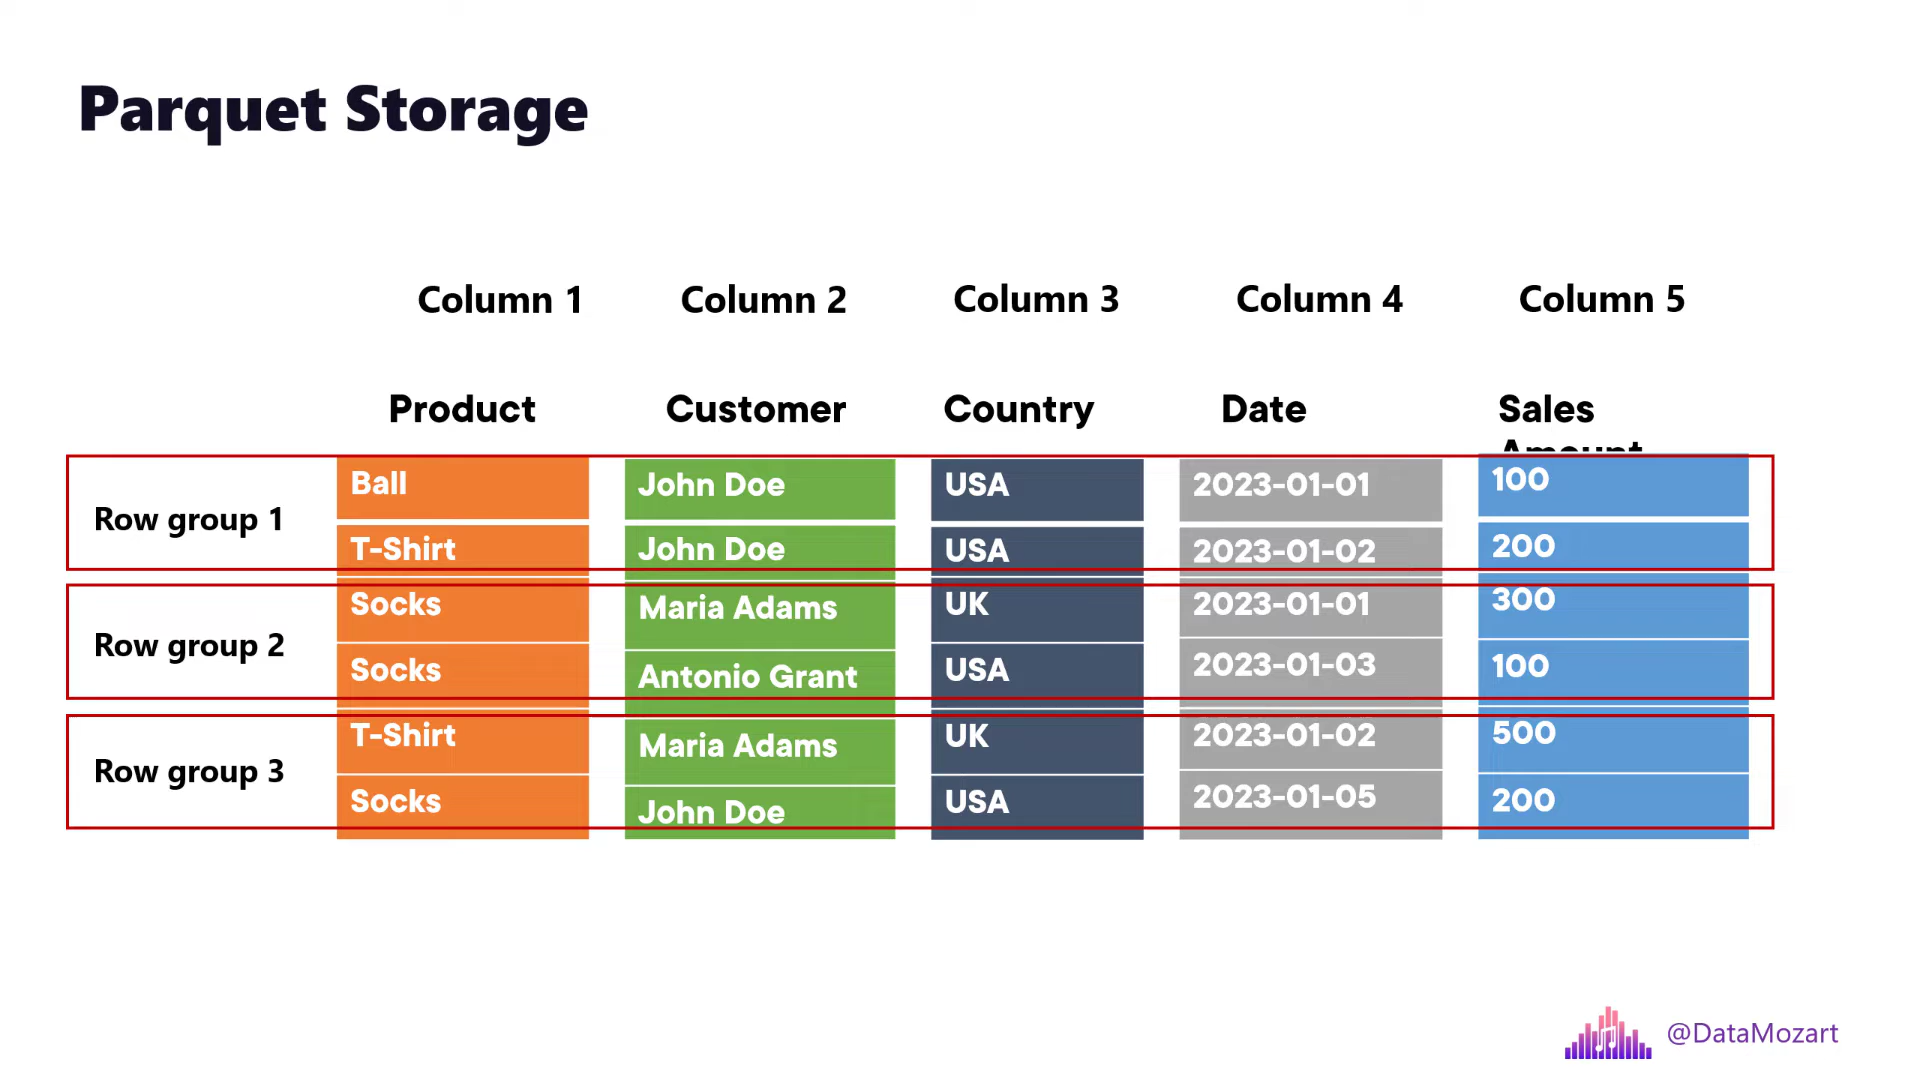 Parquet Storage
Column 1 Column 2 Column 3 Column 4 Column 5
Product Customer Country Date Sales
Amount
Row group 1
Ball John Doe USA 2023-01-01 100
T-Shirt John Doe USA 2023-01-02 200
Row group 2
Socks Maria Adams UK 2023-01-01 300
Socks Antonio Grant USA 2023-01-03 100
Row group 3
T-Shirt Maria Adams UK 2023-01-02 500
Socks John Doe USA 2023-01-05 200
@DataMozart